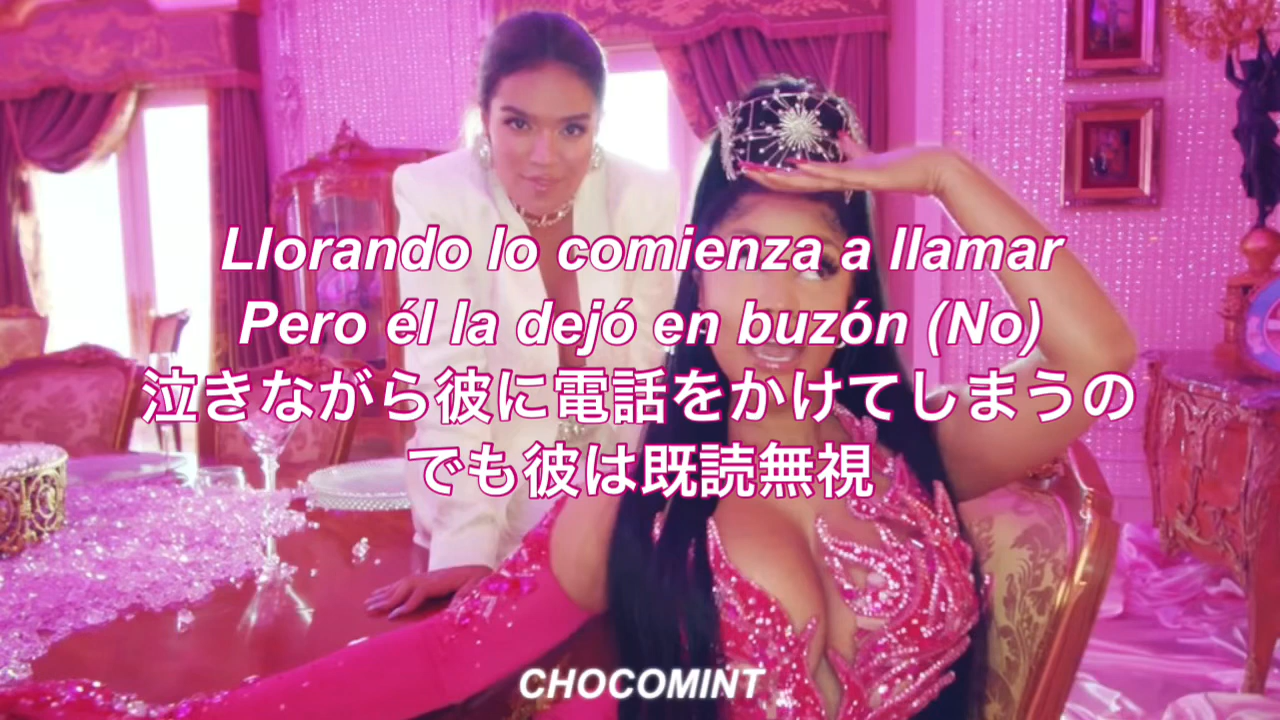 Llorando lo comienza a llamar
Pero él la dejó en buzón (No)
泣きながら彼に電話をかけてしまうの
でも彼は既読無視
CHOCOMINT